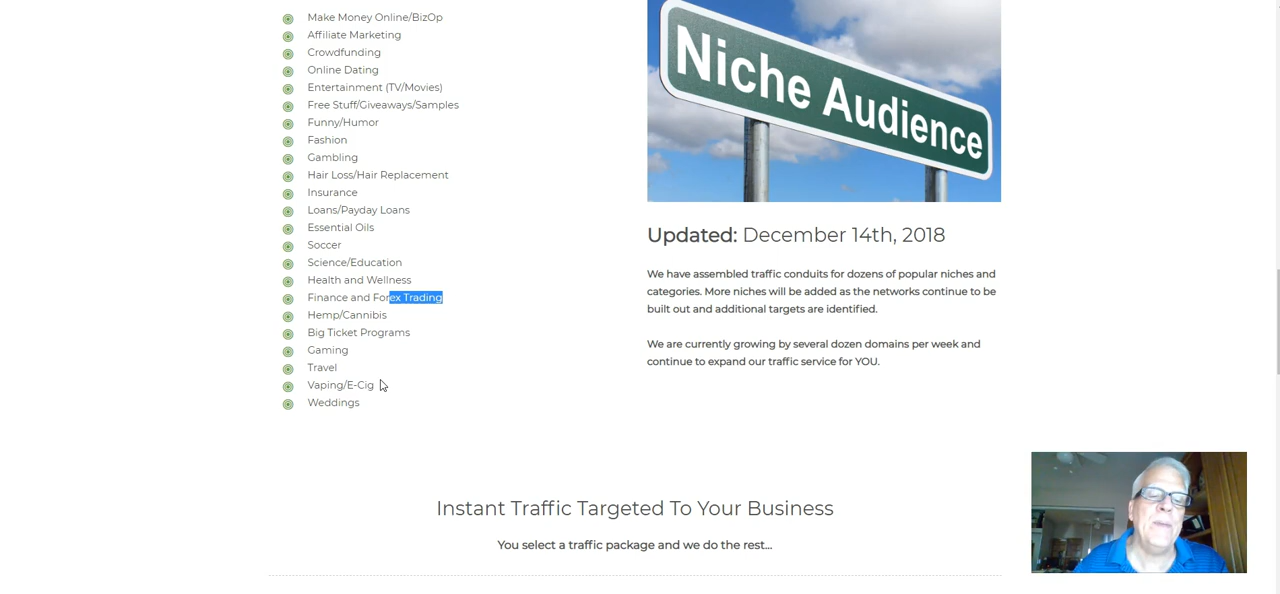 Make Money Online/BizOp
Affiliate Marketing
Crowdfunding
Online Dating
Entertainment (TV/Movies)
Free Stuff/Giveaways/Samples
Funny/Humor
Fashion
Gambling
Hair Loss/Hair Replacement
Insurance
Loans/Payday Loans
Essential Oils
Soccer
Science/Education
Health and Wellness
Finance and Forex Trading
Hemp/Cannibis
Big Ticket Programs
Gaming
Travel
Vaping/E-Cig
Weddings
Niche Audience
Updated: December 14th, 2018
We have assembled traffic conduits for dozens of popular niches and
categories. More niches will be added as the networks continue to be
built out and additional targets are identified.
We are currently growing by several dozen domains per week and
continue to expand our traffic service for YOU.
Instant Traffic Targeted To Your Business
You select a traffic package and we do the rest...